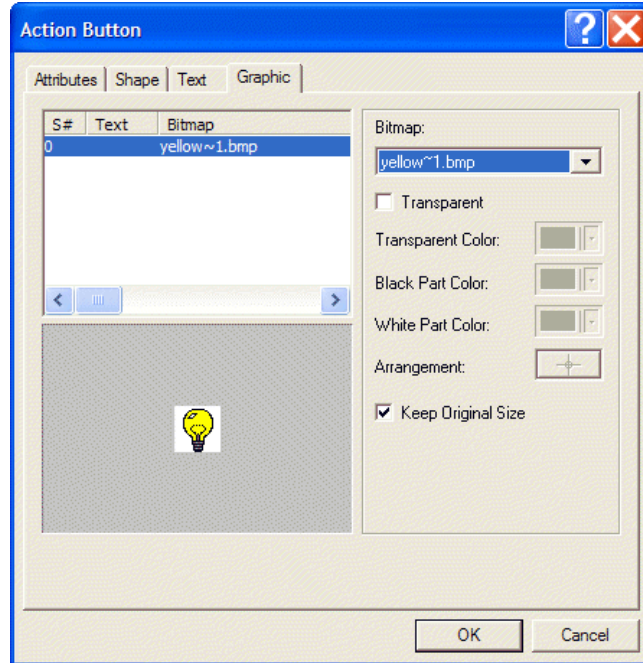 Action Button
Attributes Shape Text Graphic
S# Text Bitmap
0 yellow~1.bmp
Bitmap:
yellow~1.bmp
Transparent
Transparent Color:
Black Part Color:
White Part Color:
Arrangement:
Keep Original Size
OK Cancel